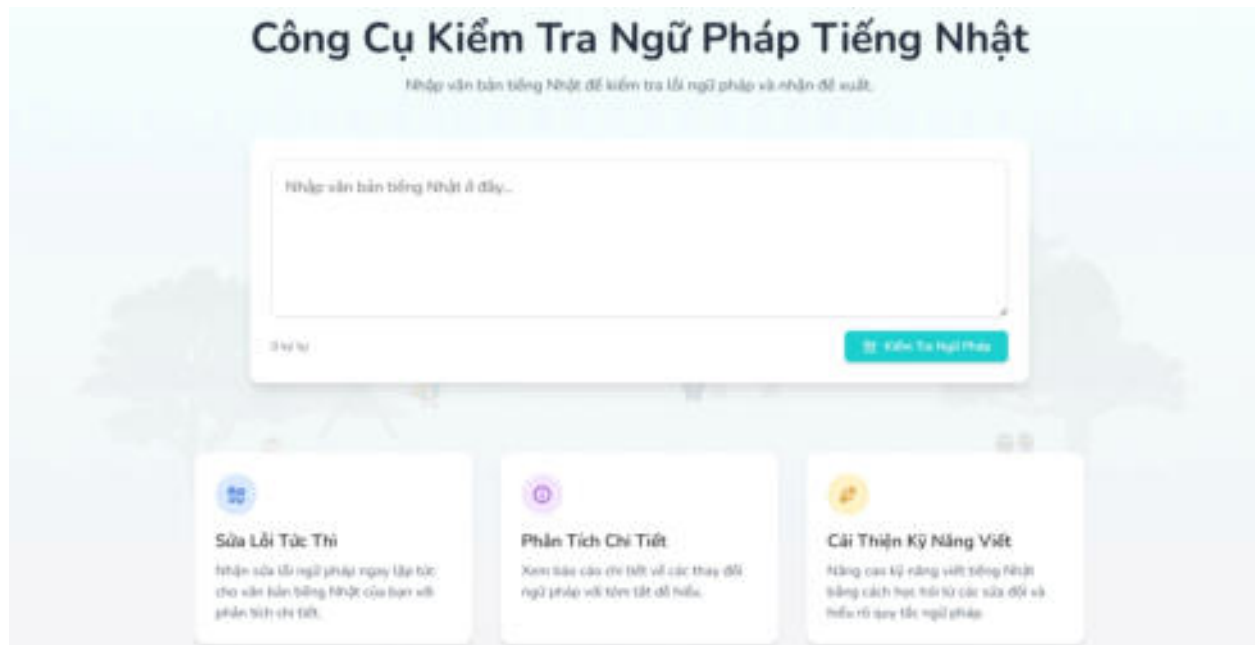 Công Cụ Kiểm Tra Ngữ Pháp Tiếng Nhật
Nhập văn bản tiếng Nhật để kiểm tra lỗi ngữ pháp và nhận đề xuất.
Nhập văn bản tiếng Nhật ở đây...
0 ký tự
Kiểm Tra Ngữ Pháp
Sửa Lỗi Tức Thì
Nhận sửa lỗi ngữ pháp ngay lập tức
cho văn bản tiếng Nhật của bạn với
phân tích chi tiết.
Phân Tích Chi Tiết
Xem báo cáo chi tiết về các thay đổi
ngữ pháp với tóm tắt dễ hiểu.
Cải Thiện Kỹ Năng Viết
Nâng cao kỹ năng viết tiếng Nhật
bằng cách học hỏi từ các sửa đổi và
hiểu rõ quy tắc ngữ pháp.